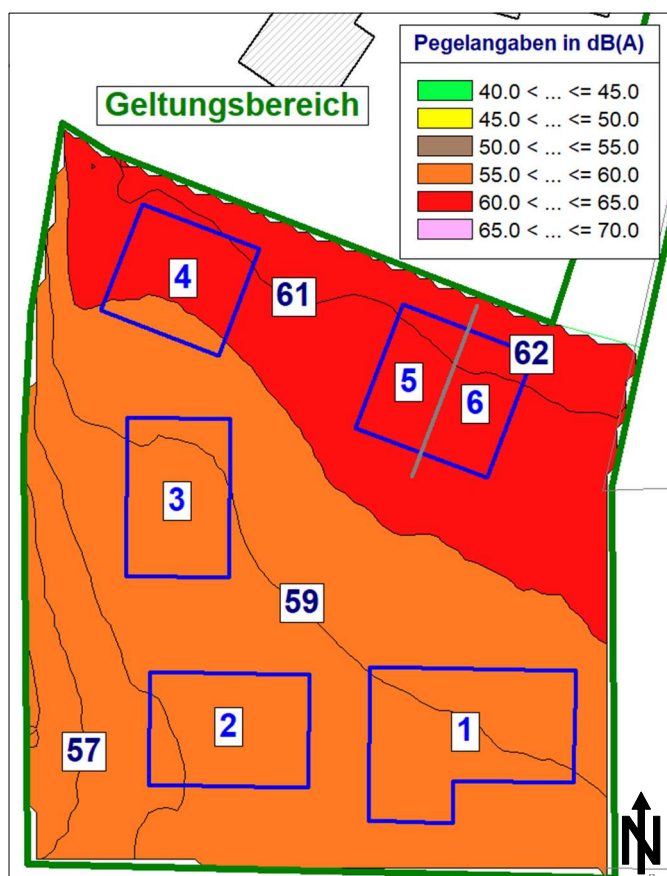 Pegelangaben in dB(A)
40.0 < ... <= 45.0
45.0 < ... <= 50.0
50.0 < ... <= 55.0
55.0 < ... <= 60.0
60.0 < ... <= 65.0
65.0 < ... <= 70.0
Geltungsbereich
4
61
62
5
6
3
59
2
1
57
N